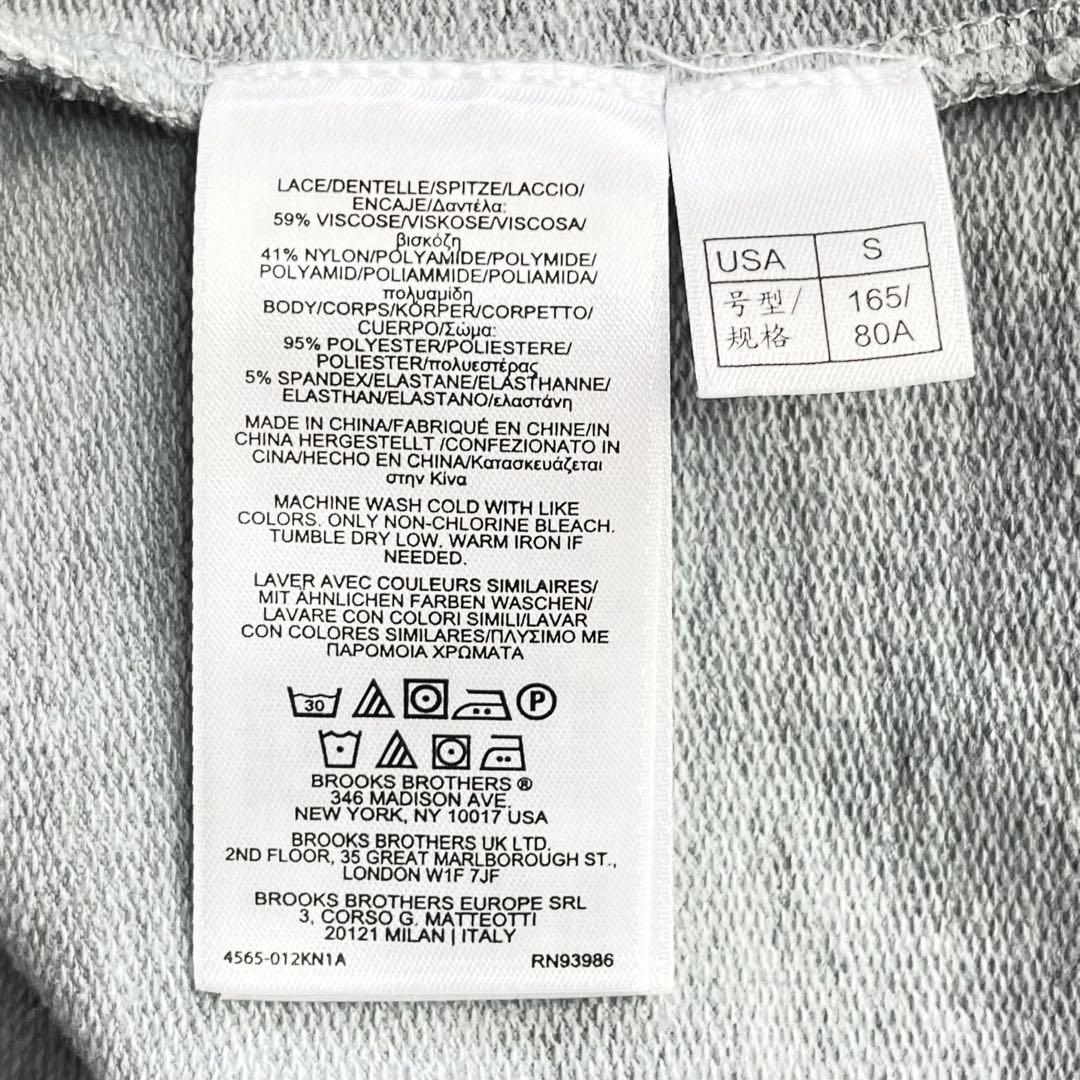 LACE/DENTELLE/SPITZE/LACCIO/
ENCAJE/Δαντέλα:
59% VISCOSE/VISKOSE/VISCOSA/
βισκόζη
41% NYLON/POLYAMIDE/POLYMIDE/
POLYAMID/POLIAMMIDE/POLIAMIDA/
πολυαμίδη
BODY/CORPS/KÖRPER/CORPETTO/
CUERPO/Σώμα:
95% POLYESTER/POLIESTERE/
POLIESTER/πολυεστέρας
5% SPANDEX/ELASTANE/ELASTHANNE/
ELASTHAN/ELASTANO/ελαστάνη
MADE IN CHINA/FABRIQUÉ EN CHINE/IN
CHINA HERGESTELLT /CONFEZIONATO IN
CINA/HECHO EN CHINA/Κατασκευάζεται
στην Κίνα
MACHINE WASH COLD WITH LIKE
COLORS. ONLY NON-CHLORINE BLEACH.
TUMBLE DRY LOW. WARM IRON IF
NEEDED.
LAVER AVEC COULEURS SIMILAIRES/
MIT ÄHNLICHEN FARBEN WASCHEN/
LAVARE CON COLORI SIMILI/LAVAR
CON COLORES SIMILARES/ΠΛΥΣΙΜΟ ΜΕ
ΠΑΡΟΜΟΙΑ ΧΡΩΜΑΤΑ
30 P
BROOKS BROTHERS ®
346 MADISON AVE.
NEW YORK, NY 10017 USA
BROOKS BROTHERS UK LTD.
2ND FLOOR, 35 GREAT MARLBOROUGH ST.,
LONDON W1F 7JF
BROOKS BROTHERS EUROPE SRL
3, CORSO G. MATTEOTTI
20121 MILAN | ITALY
4565-012KN1A RN93986
USA S
号型/ 165/
规格 80A